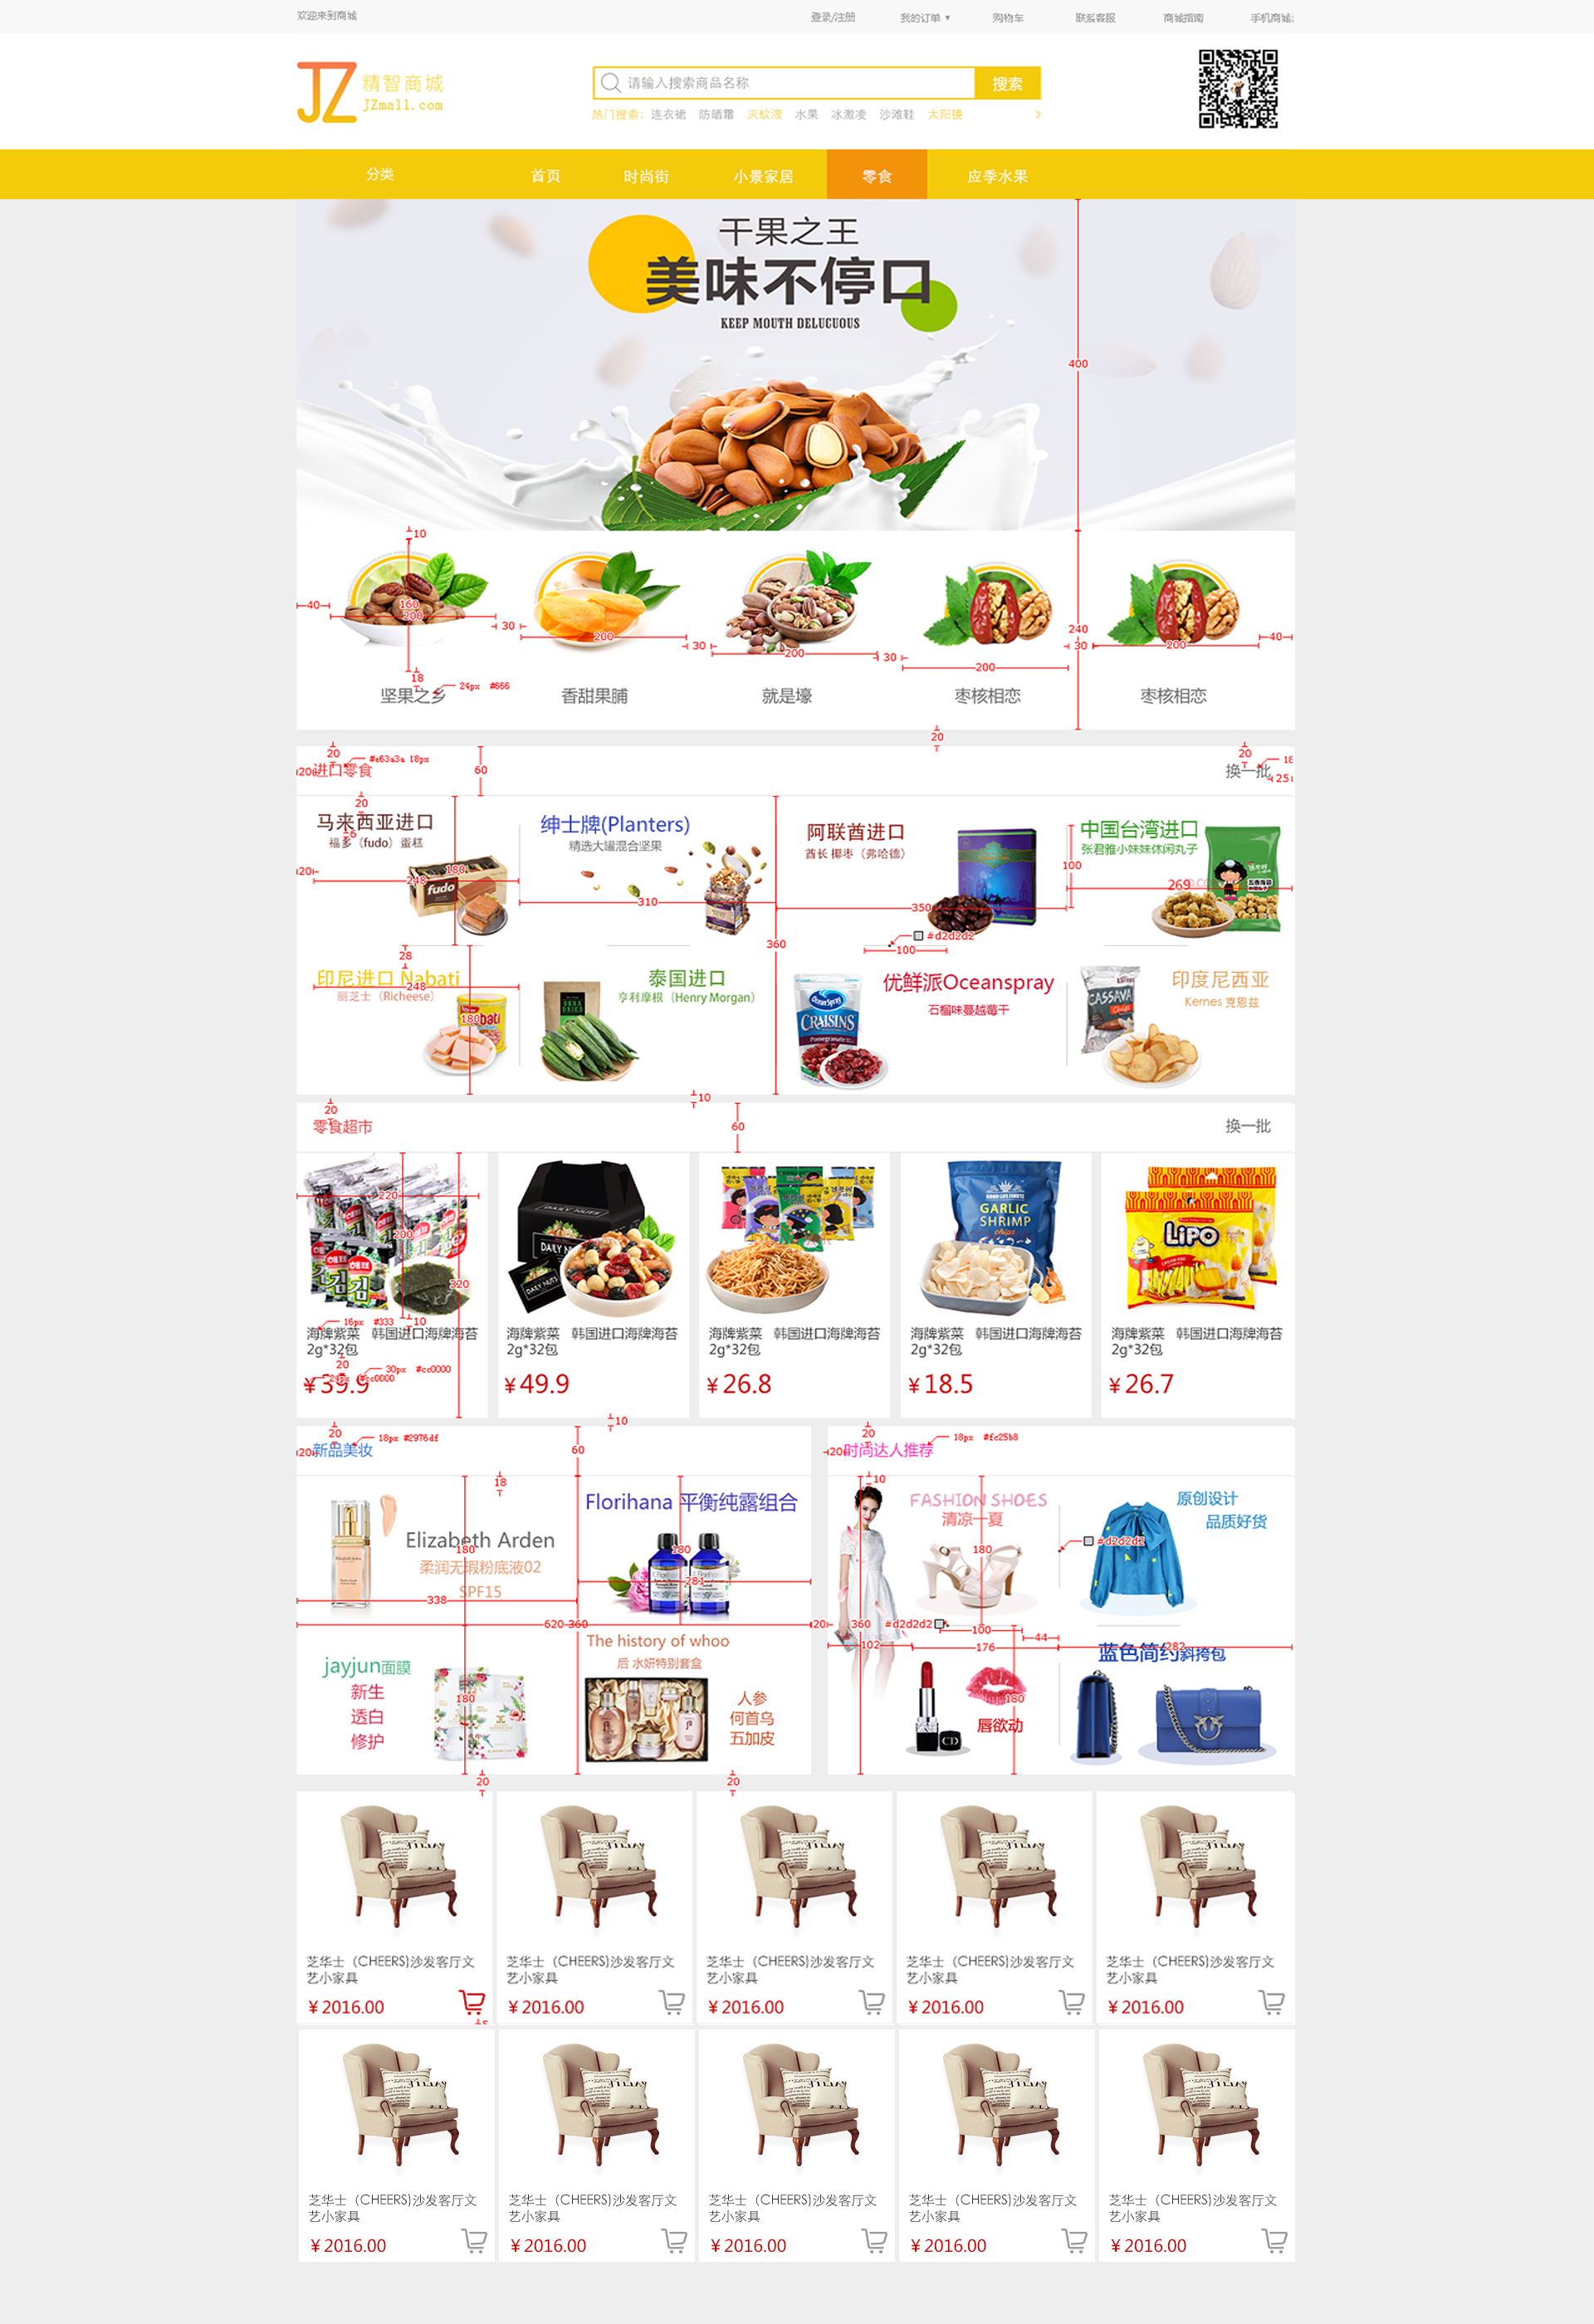 欢迎来到商城
登录/注册 我的订单 ▼ 购物车 联系客服 商城指南 手机商城
JZ 精智商城
JZmall.com
请输入搜索商品名称 搜索
热门搜索: 连衣裙 防晒霜 灭蚊液 水果 冰激凌 沙滩鞋 太阳镜 ›
分类 首页 时尚街 小景家居 零食 应季水果
干果之王
美味不停口
KEEP MOUTH DELUCUOUS
400
10
40 160 200 30 200 30 200 30 200 240 30 200 40
18
24px #666
坚果之乡 香甜果脯 就是壕 枣核相恋 枣核相恋
20
20 #e63a3a 18px 60 20 18
20 进口零食 换一批 25
20
马来西亚进口 绅士牌(Planters) 阿联酋进口 中国台湾进口
6
福多（fudo）蛋糕 精选大罐混合坚果 酋长 椰枣（弗哈德） 张君雅小妹妹休闲丸子
20 248 180 310 350 100 269
fudo
#d2d2d2
28 360 100
印尼进口 Nabati 泰国进口 优鲜派Oceanspray 印度尼西亚
248
丽芝士（Richeese） 亨利摩根（Henry Morgan） 石榴味蔓越莓干 Kernes 克恩兹
180
OKRA DRIED
Ocean Spray
CRAISINS
Pomegranate
CASSAVA
10
20 60
零食超市 换一批
220 200 320
DAILY NUTS
GARLIC
SHRIMP
chips
LiPO
김
16px #333 10
海牌紫菜 韩国进口海牌海苔 海牌紫菜 韩国进口海牌海苔 海牌紫菜 韩国进口海牌海苔 海牌紫菜 韩国进口海牌海苔 海牌紫菜 韩国进口海牌海苔
2g*32包 2g*32包 2g*32包 2g*32包 2g*32包
20 30px #cc0000
¥39.9 ¥49.9 ¥26.8 ¥18.5 ¥26.7
10
20 18px #2976df 60 20 18px #fc25b8
20 新品美妆 20 时尚达人推荐
18 10
Florihana 平衡纯露组合 FASHION SHOES 原创设计
清凉一夏 品质好货
Elizabeth Arden
180 180 180 #d2d2d2
柔润无瑕粉底液02
281
SPF15
338
620 360 20 360 #d2d2d2
100 44
102 176 282
The history of whoo 蓝色简约斜挎包
后 水妍特别套盒
jayjun面膜
新生
透白
修护
180
人参
何首乌
五加皮
180
唇欲动
CD
20 20
芝华士（CHEERS)沙发客厅文 芝华士（CHEERS)沙发客厅文 芝华士（CHEERS)沙发客厅文 芝华士（CHEERS)沙发客厅文 芝华士（CHEERS)沙发客厅文
艺小家具 艺小家具 艺小家具 艺小家具 艺小家具
¥2016.00 ¥2016.00 ¥2016.00 ¥2016.00 ¥2016.00
芝华士（CHEERS)沙发客厅文 芝华士（CHEERS)沙发客厅文 芝华士（CHEERS)沙发客厅文 芝华士（CHEERS)沙发客厅文 芝华士（CHEERS)沙发客厅文
艺小家具 艺小家具 艺小家具 艺小家具 艺小家具
¥2016.00 ¥2016.00 ¥2016.00 ¥2016.00 ¥2016.00